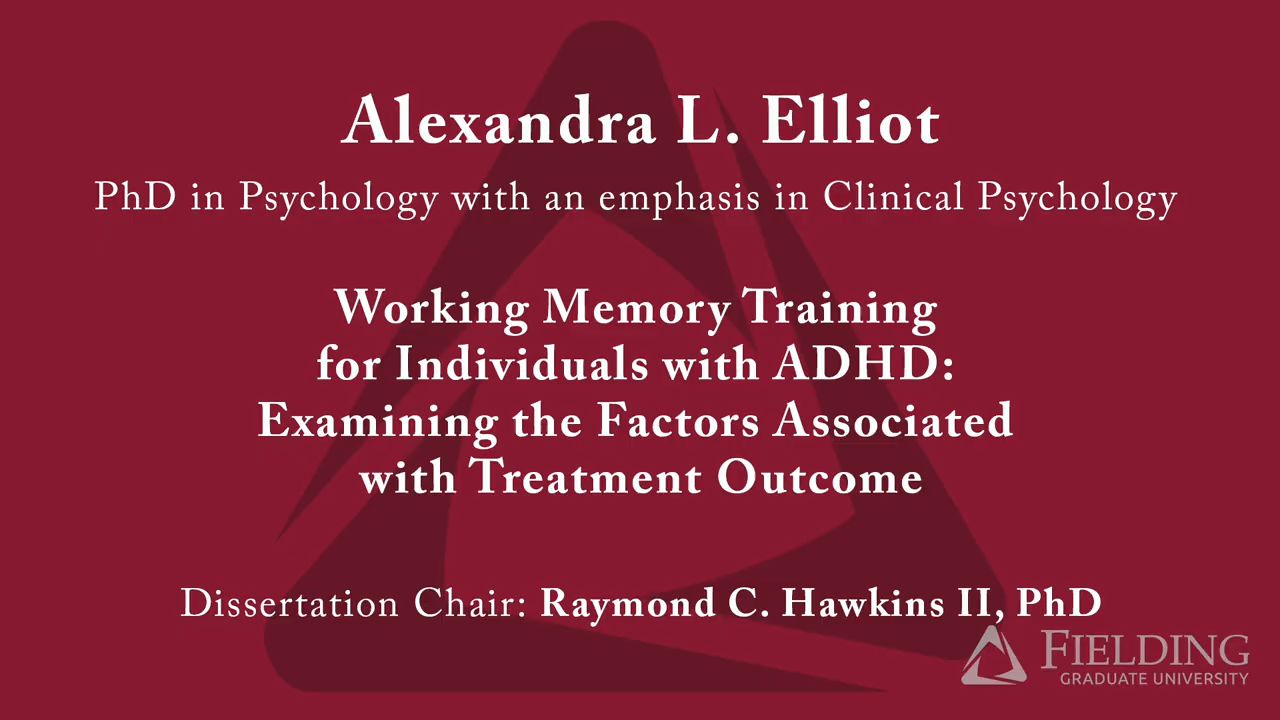 Alexandra L. Elliot
PhD in Psychology with an emphasis in Clinical Psychology
Working Memory Training
for Individuals with ADHD:
Examining the Factors Associated
with Treatment Outcome
Dissertation Chair: Raymond C. Hawkins II, PhD
FIELDING
GRADUATE UNIVERSITY